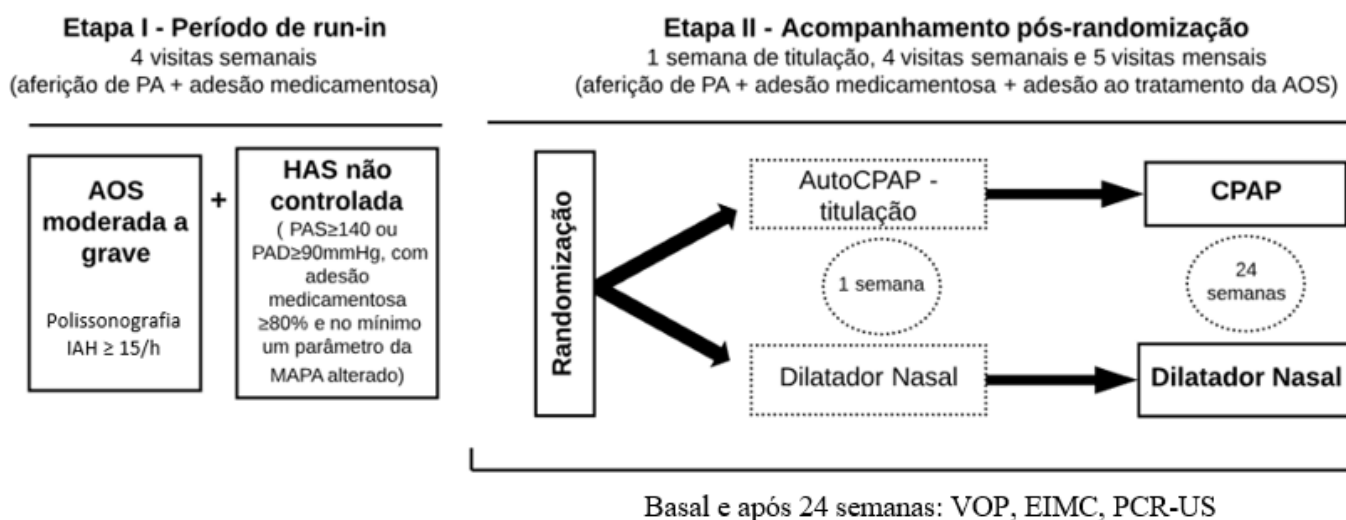 Etapa I - Período de run-in
4 visitas semanais
(aferição de PA + adesão medicamentosa)
AOS
moderada a
grave
Polissonografia
IAH ≥ 15/h
+
HAS não
controlada
( PAS≥140 ou
PAD≥90mmHg, com
adesão
medicamentosa
≥80% e no mínimo
um parâmetro da
MAPA alterado)
Etapa II - Acompanhamento pós-randomização
1 semana de titulação, 4 visitas semanais e 5 visitas mensais
(aferição de PA + adesão medicamentosa + adesão ao tratamento da AOS)
Randomização
AutoCPAP -
titulação
CPAP
1 semana
24
semanas
Dilatador Nasal
Dilatador Nasal
Basal e após 24 semanas: VOP, EIMC, PCR-US